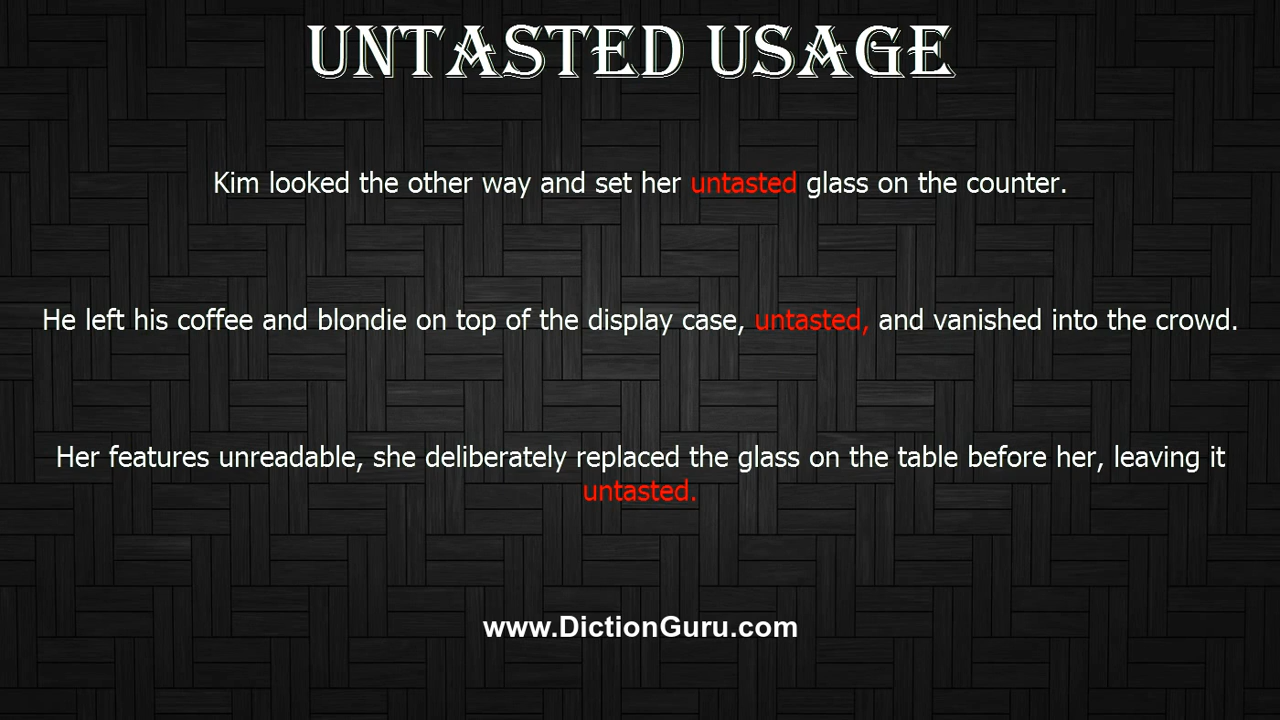 UNTASTED USAGE
Kim looked the other way and set her untasted glass on the counter.
He left his coffee and blondie on top of the display case, untasted, and vanished into the crowd.
Her features unreadable, she deliberately replaced the glass on the table before her, leaving it
untasted.
www.DictionGuru.com